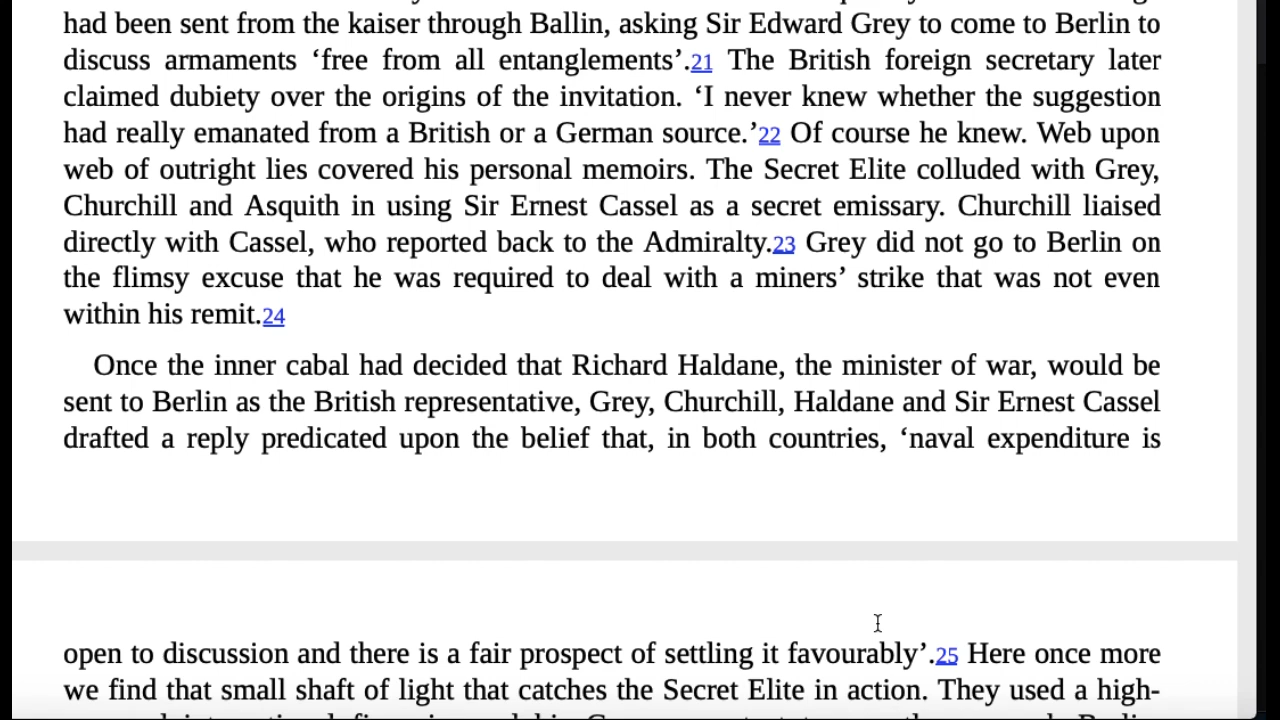 had been sent from the kaiser through Ballin, asking Sir Edward Grey to come to Berlin to
discuss armaments ‘free from all entanglements’.21 The British foreign secretary later
claimed dubiety over the origins of the invitation. ‘I never knew whether the suggestion
had really emanated from a British or a German source.’22 Of course he knew. Web upon
web of outright lies covered his personal memoirs. The Secret Elite colluded with Grey,
Churchill and Asquith in using Sir Ernest Cassel as a secret emissary. Churchill liaised
directly with Cassel, who reported back to the Admiralty.23 Grey did not go to Berlin on
the flimsy excuse that he was required to deal with a miners’ strike that was not even
within his remit.24
Once the inner cabal had decided that Richard Haldane, the minister of war, would be
sent to Berlin as the British representative, Grey, Churchill, Haldane and Sir Ernest Cassel
drafted a reply predicated upon the belief that, in both countries, ‘naval expenditure is
open to discussion and there is a fair prospect of settling it favourably’.25 Here once more
we find that small shaft of light that catches the Secret Elite in action. They used a high-